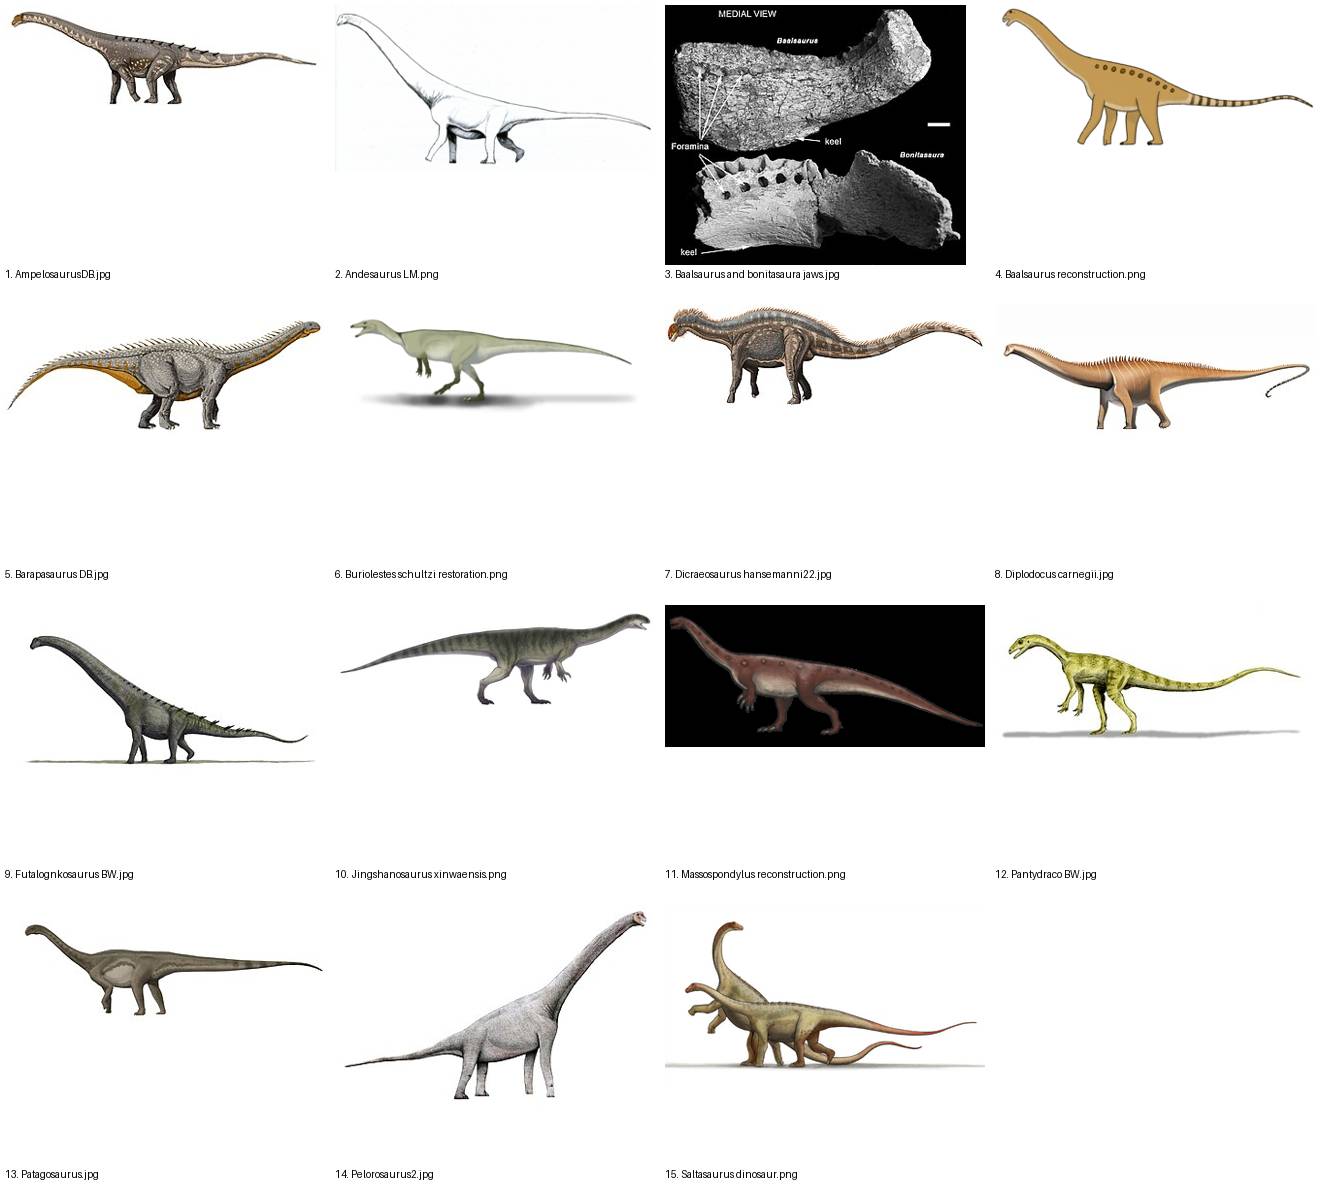 MEDIAL VIEW
Baalsaurus
Foramina
keel
Bonitasaura
keel
1. AmpelosaurusDB.jpg
2. Andesaurus LM.png
3. Baalsaurus and bonitasaura jaws.jpg
4. Baalsaurus reconstruction.png
5. Barapasaurus DB.jpg
6. Buriolestes schultzi restoration.png
7. Dicraeosaurus hansemanni22.jpg
8. Diplodocus carnegii.jpg
9. Futalognkosaurus BW.jpg
10. Jingshanosaurus xinwaensis.png
11. Massospondylus reconstruction.png
12. Pantydraco BW.jpg
13. Patagosaurus.jpg
14. Pelorosaurus2.jpg
15. Saltasaurus dinosaur.png